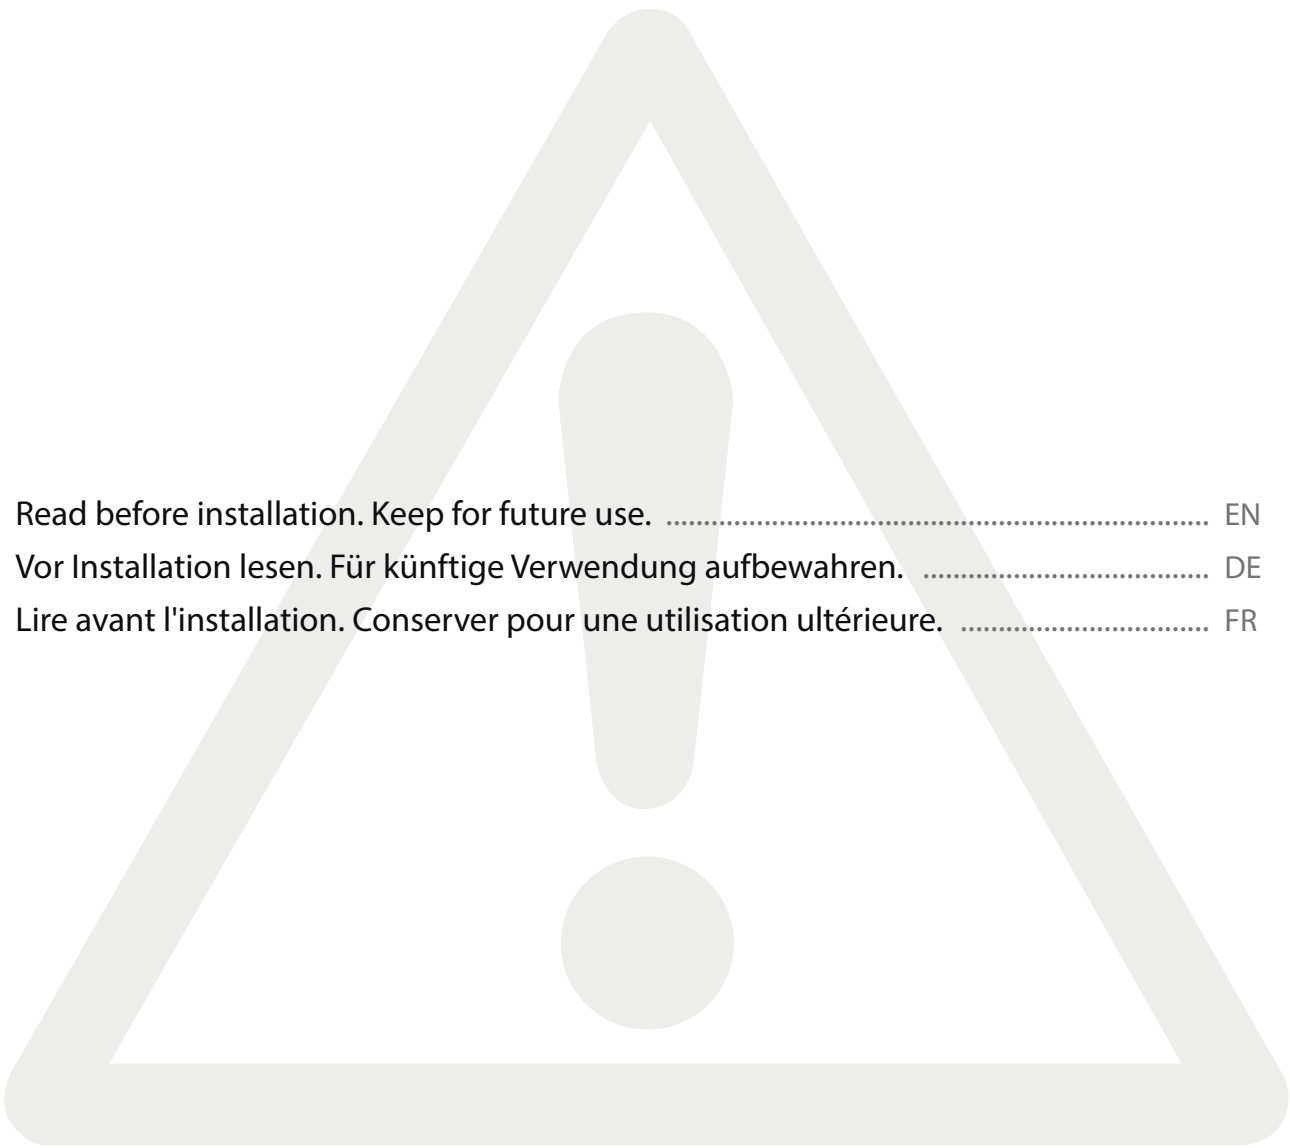 Read before installation. Keep for future use. ........................................................................ EN
Vor Installation lesen. Für künftige Verwendung aufbewahren. ...................................... DE
Lire avant l'installation. Conserver pour une utilisation ultérieure. ................................. FR